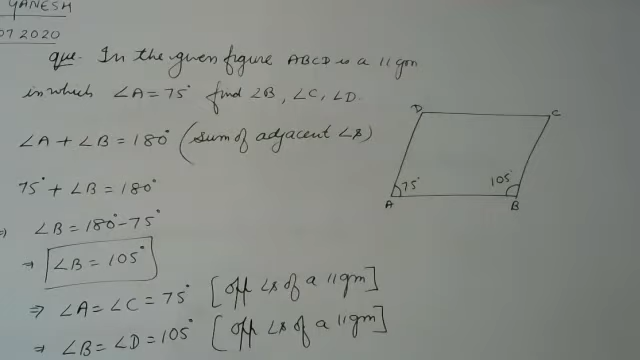 YANESH
07 2020
que. In the given figure ABCD is a ||gm
in which ∠A = 75° find ∠B, ∠C, ∠D.
∠A + ∠B = 180° (sum of adjacent ∠s)
75° + ∠B = 180°
⇒ ∠B = 180° - 75°
⇒ ∠B = 105°
⇒ ∠A = ∠C = 75° [opp ∠s of a ||gm]
⇒ ∠B = ∠D = 105° [opp ∠s of a ||gm]
D C
75° 105°
A B